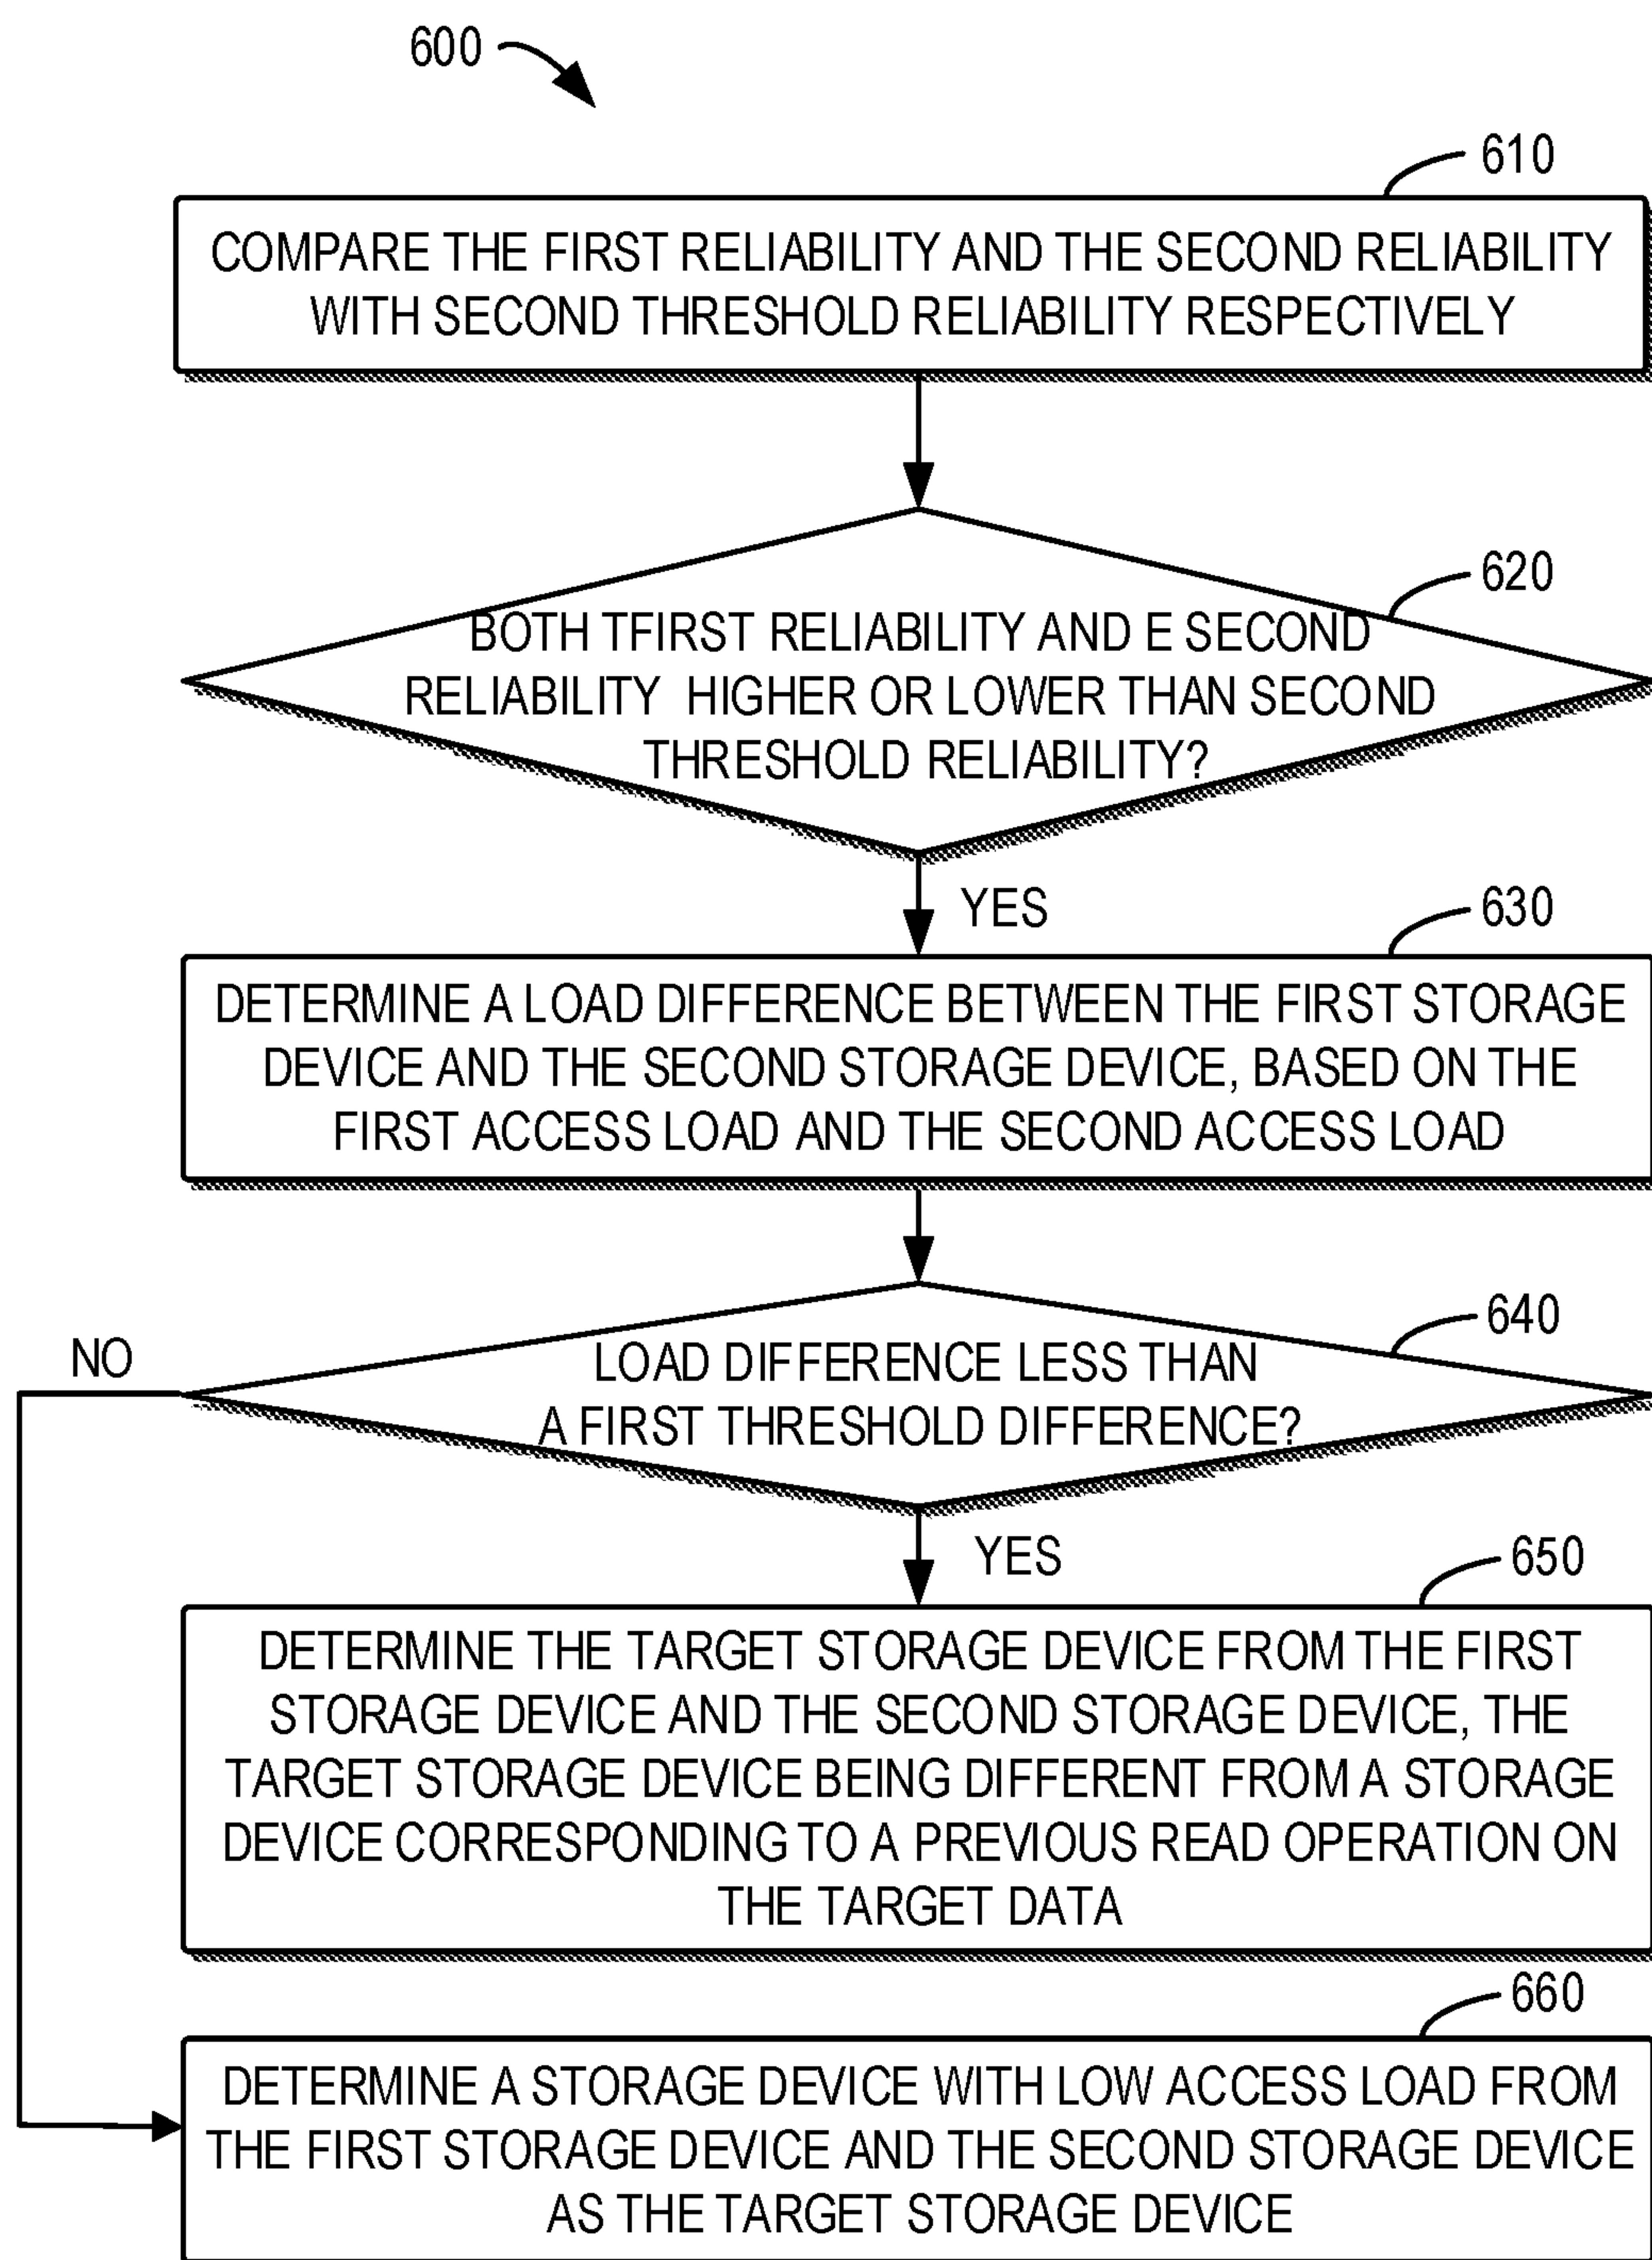 600
610
COMPARE THE FIRST RELIABILITY AND THE SECOND RELIABILITY
WITH SECOND THRESHOLD RELIABILITY RESPECTIVELY
620
BOTH TFIRST RELIABILITY AND E SECOND
RELIABILITY HIGHER OR LOWER THAN SECOND
THRESHOLD RELIABILITY?
YES
630
DETERMINE A LOAD DIFFERENCE BETWEEN THE FIRST STORAGE
DEVICE AND THE SECOND STORAGE DEVICE, BASED ON THE
FIRST ACCESS LOAD AND THE SECOND ACCESS LOAD
640
NO
LOAD DIFFERENCE LESS THAN
A FIRST THRESHOLD DIFFERENCE?
YES
650
DETERMINE THE TARGET STORAGE DEVICE FROM THE FIRST
STORAGE DEVICE AND THE SECOND STORAGE DEVICE, THE
TARGET STORAGE DEVICE BEING DIFFERENT FROM A STORAGE
DEVICE CORRESPONDING TO A PREVIOUS READ OPERATION ON
THE TARGET DATA
660
DETERMINE A STORAGE DEVICE WITH LOW ACCESS LOAD FROM
THE FIRST STORAGE DEVICE AND THE SECOND STORAGE DEVICE
AS THE TARGET STORAGE DEVICE